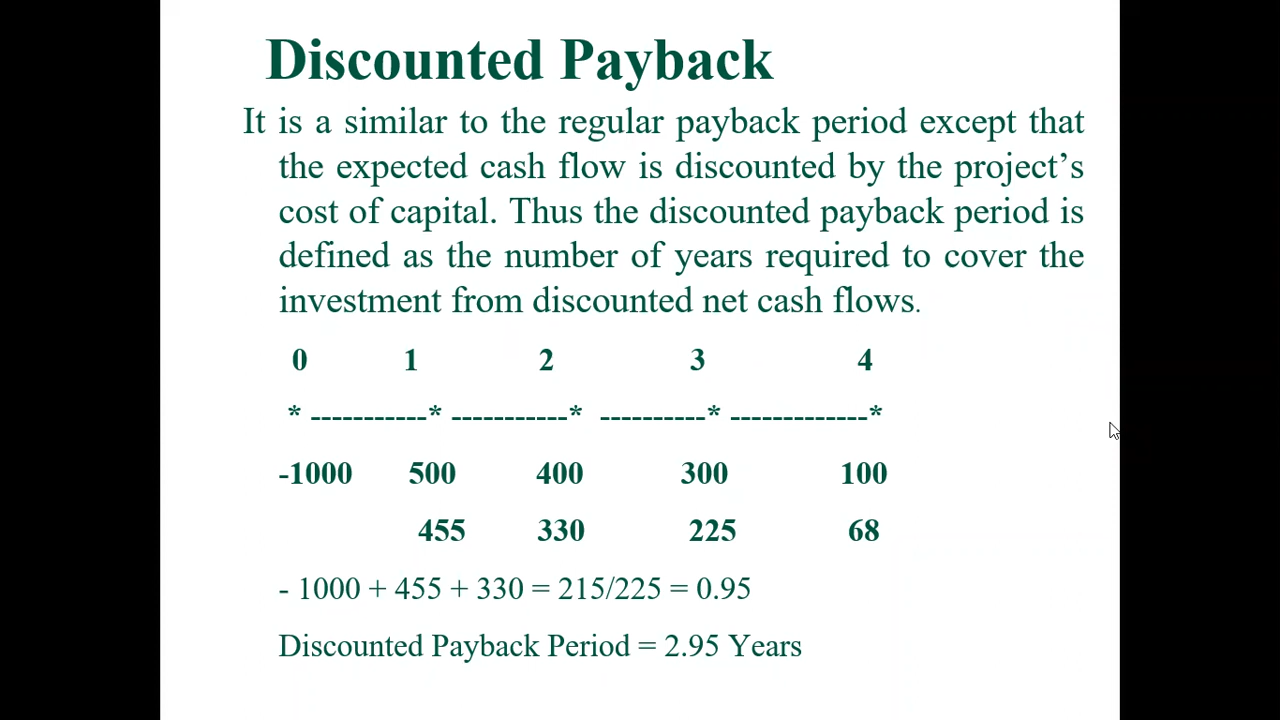 Discounted Payback
It is a similar to the regular payback period except that
the expected cash flow is discounted by the project’s
cost of capital. Thus the discounted payback period is
defined as the number of years required to cover the
investment from discounted net cash flows.
0 1 2 3 4
* -----------* -----------* ----------* -------------*
-1000 500 400 300 100
455 330 225 68
- 1000 + 455 + 330 = 215/225 = 0.95
Discounted Payback Period = 2.95 Years